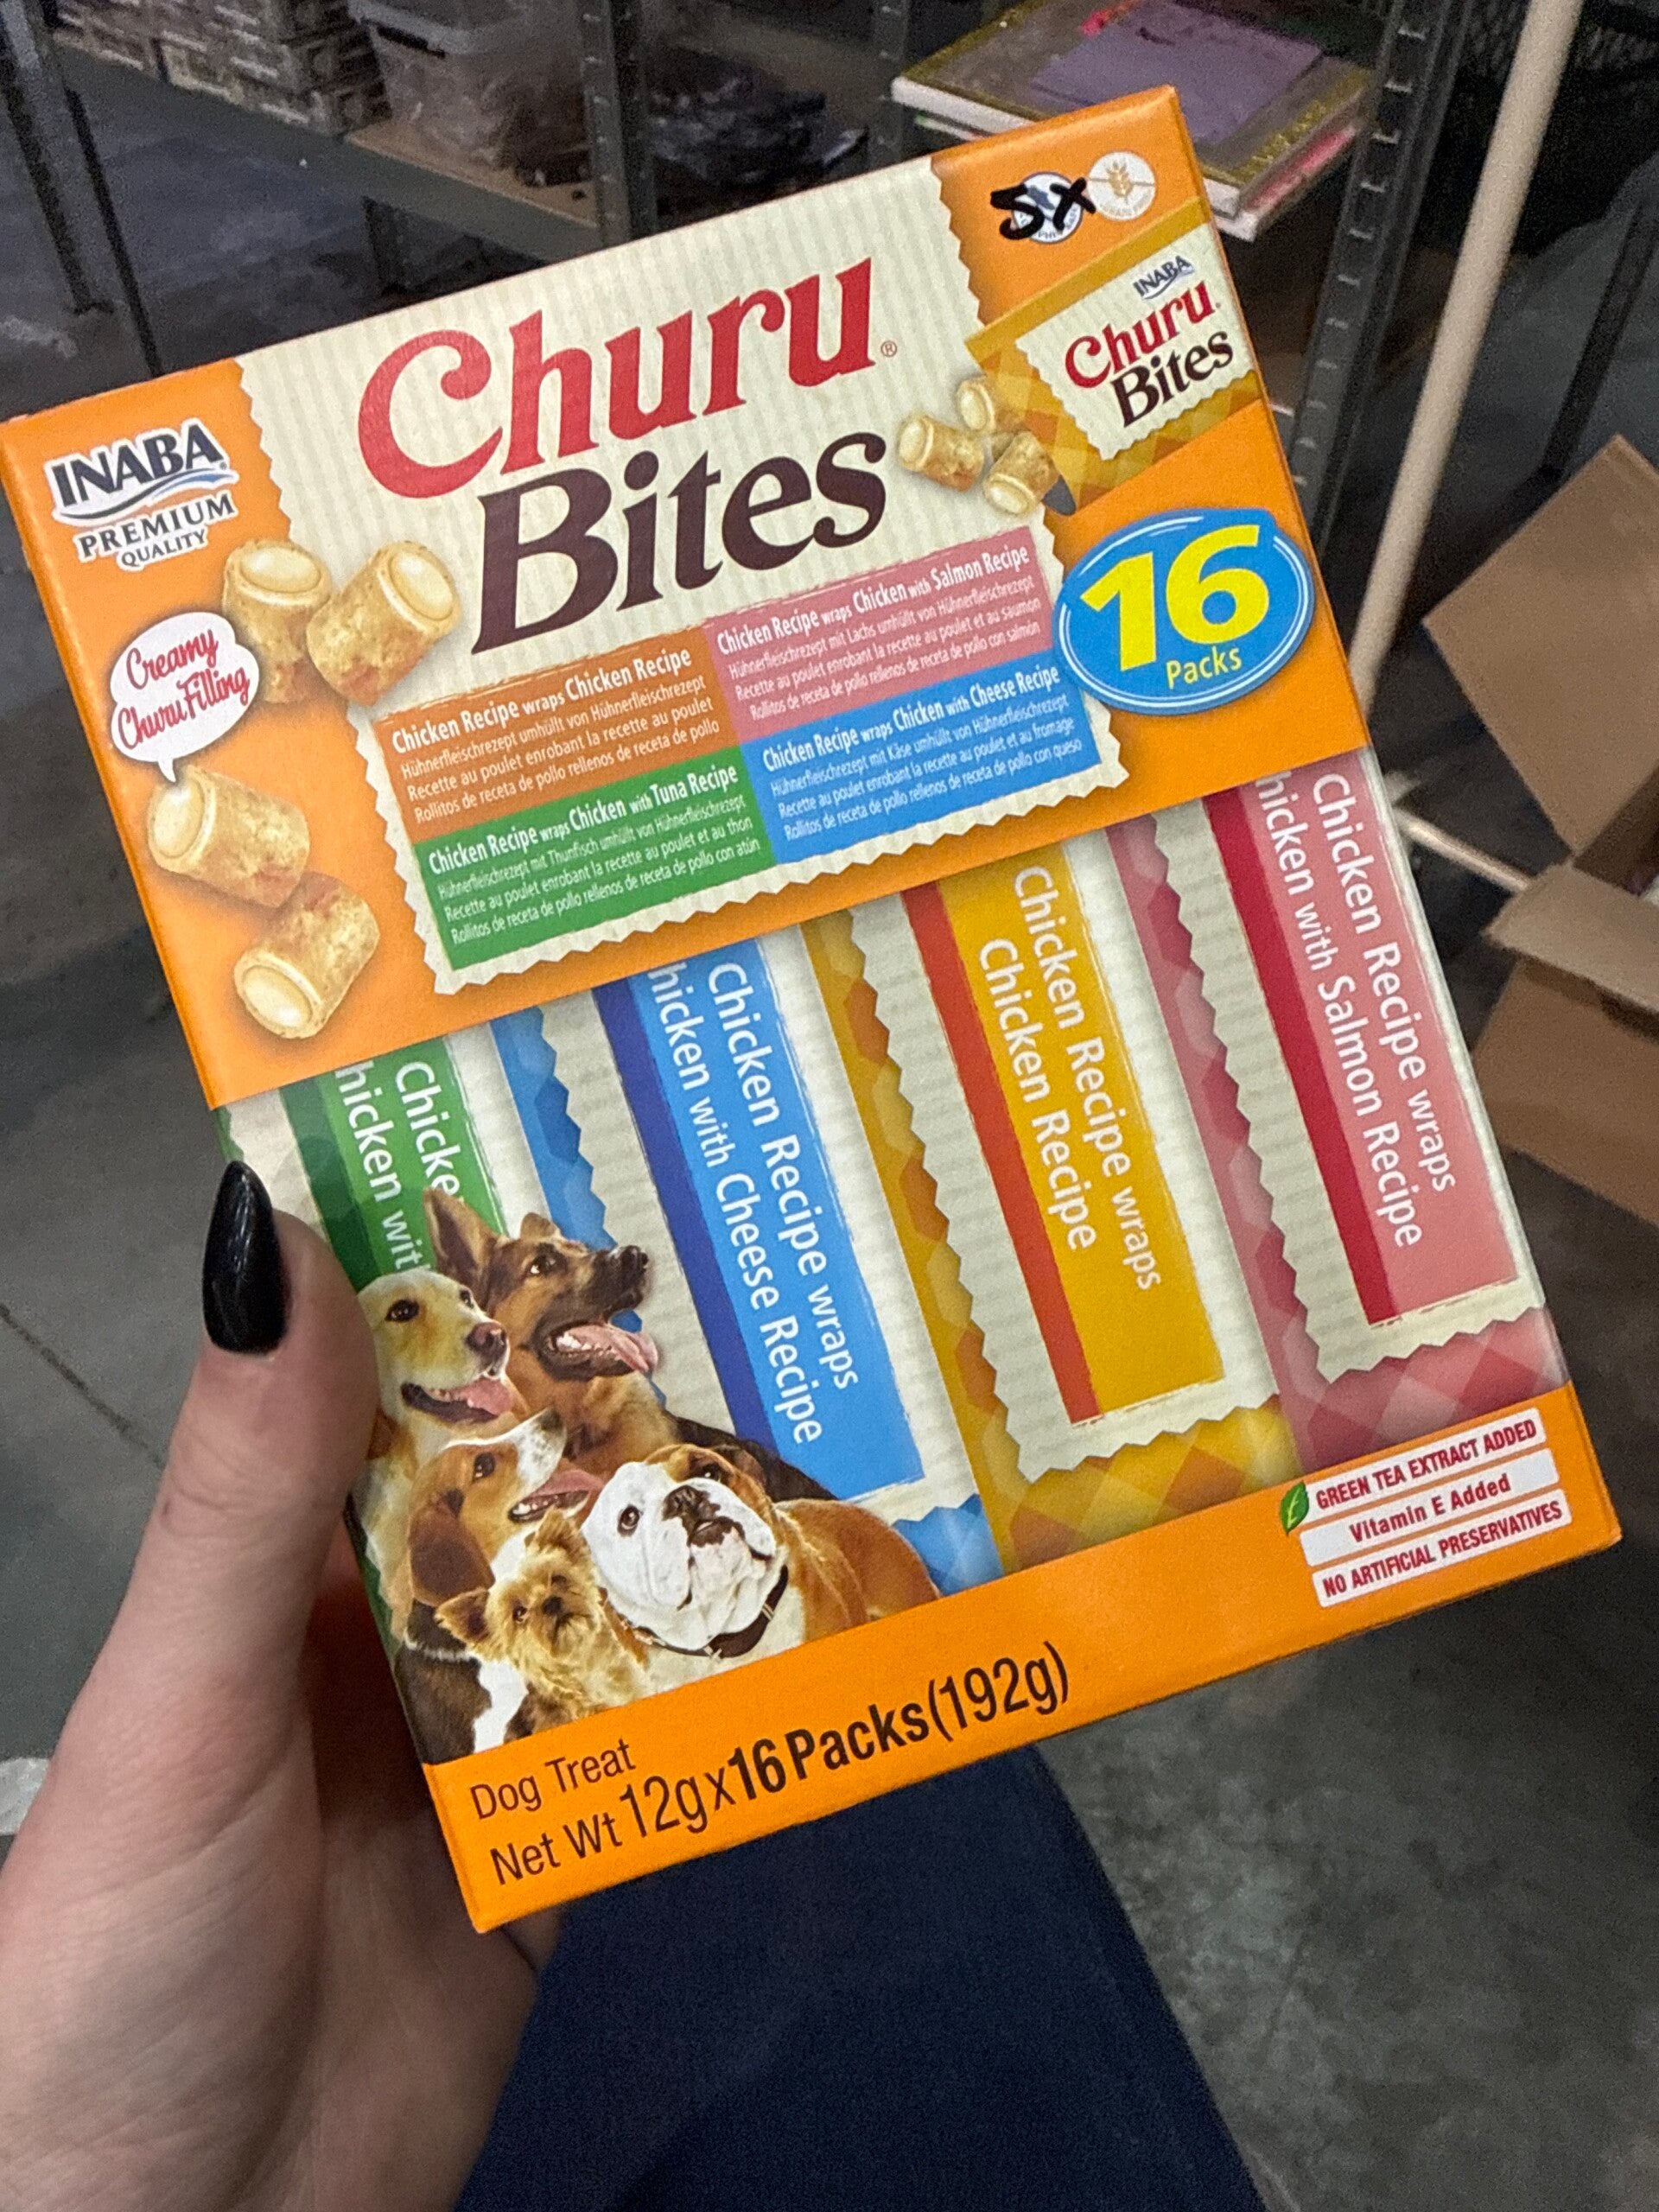 5x
INABA
Churu
Bites
INABA
PREMIUM
QUALITY
Churu®
Bites
Creamy
Churu Filling
16
Packs
Chicken Recipe wraps Chicken Recipe
Hühnerfleischrezept umhüllt von Hühnerfleischrezept
Recette au poulet enrobant la recette au poulet
Rollitos de receta de pollo rellenos de receta de pollo
Chicken Recipe wraps Chicken with Salmon Recipe
Hühnerfleischrezept mit Lachs umhüllt von Hühnerfleischrezept
Recette au poulet enrobant la recette au poulet et au saumon
Rollitos de receta de pollo rellenos de receta de pollo con salmón
Chicken Recipe wraps Chicken with Tuna Recipe
Hühnerfleischrezept mit Thunfisch umhüllt von Hühnerfleischrezept
Recette au poulet enrobant la recette au poulet et au thon
Rollitos de receta de pollo rellenos de receta de pollo con atún
Chicken Recipe wraps Chicken with Cheese Recipe
Hühnerfleischrezept mit Käse umhüllt von Hühnerfleischrezept
Recette au poulet enrobant la recette au poulet et au fromage
Rollitos de receta de pollo rellenos de receta de pollo con queso
Chicke
hicken wit
Chicken Recipe wraps
hicken with Cheese Recipe
Chicken Recipe wraps
Chicken Recipe
Chicken Recipe wraps
hicken with Salmon Recipe
GREEN TEA EXTRACT ADDED
Vitamin E Added
NO ARTIFICIAL PRESERVATIVES
Dog Treat
Net Wt 12gx16Packs(192g)